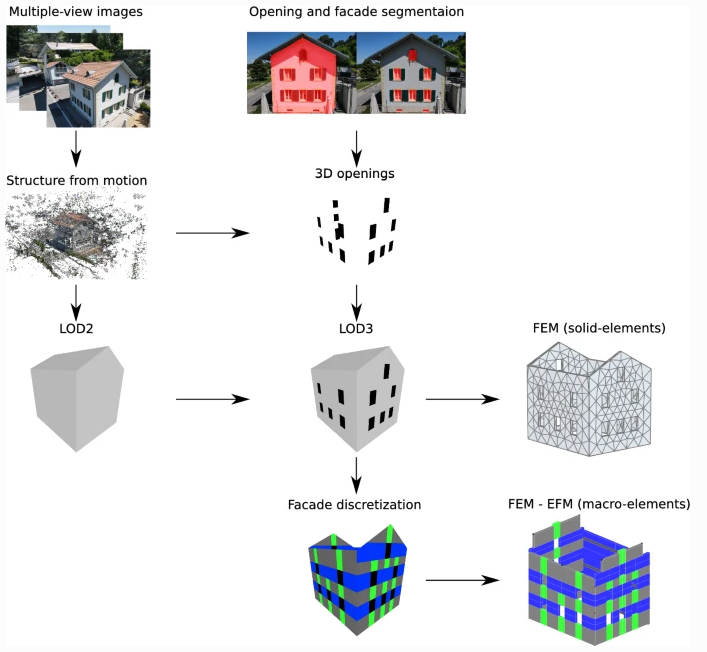 Multiple-view images
Opening and facade segmentaion
Structure from motion
3D openings
LOD2
LOD3
FEM (solid-elements)
Facade discretization
FEM - EFM (macro-elements)